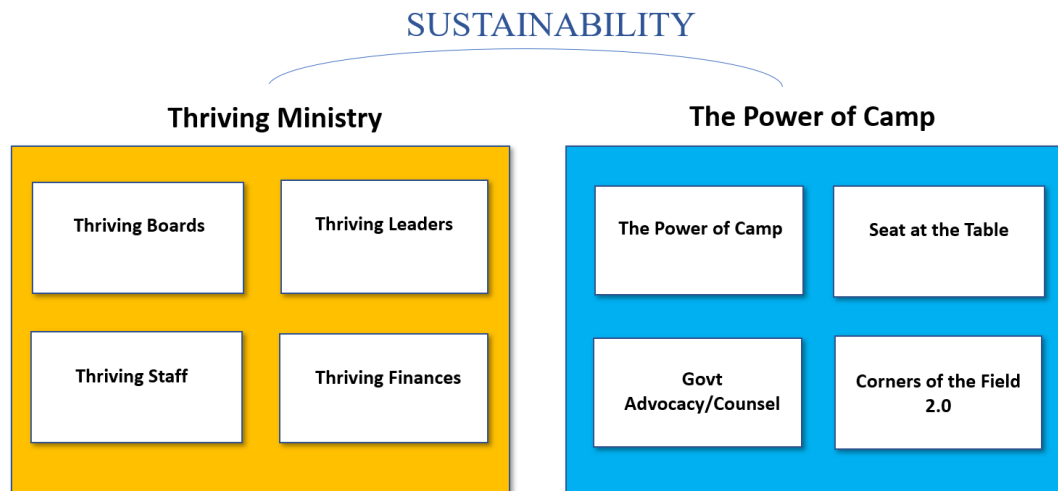 SUSTAINABILITY
Thriving Ministry
Thriving Boards
Thriving Leaders
Thriving Staff
Thriving Finances
The Power of Camp
The Power of Camp
Seat at the Table
Govt
Advocacy/Counsel
Corners of the Field
2.0